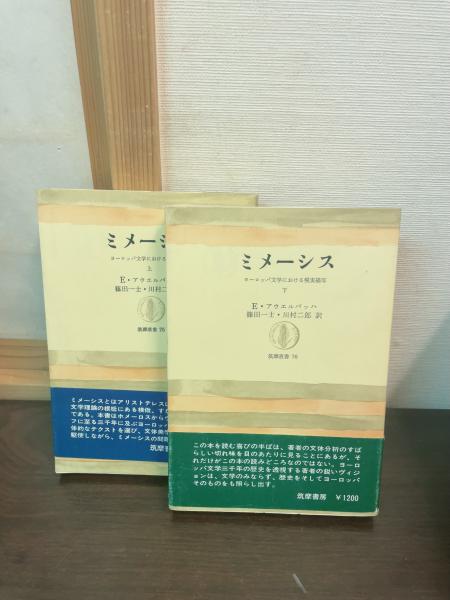 ミメーシ
ヨーロッパ文学における
上
E・アウエルバ
篠田一士・川村二
筑摩叢書 75
ミメーシスとはアリストテレスに
文学理論の根柢にある模倣、す
である。本書はホメーロスから
フに至る三千年に及ぶヨーロッ
体的なテクストを選び、文体美
駆使しながら、ミメーシスの問題
筑摩
ミメーシス
ヨーロッパ文学における現実描写
下
E・アウエルバッハ
篠田一士・川村二郎 訳
筑摩叢書 76
この本を読む喜びの半ばは、著者の文体分析のすば
らしい切れ味を目のあたりに見ることにあるが、そ
れだけがこの本の読みどころなのではない。ヨーロ
ッパ文学三千年の歴史を透視する著者の鋭いヴィジ
ョンは、文学のみならず、歴史をそしてヨーロッパ
そのものをも照らし出す。
筑摩書房 ¥1200